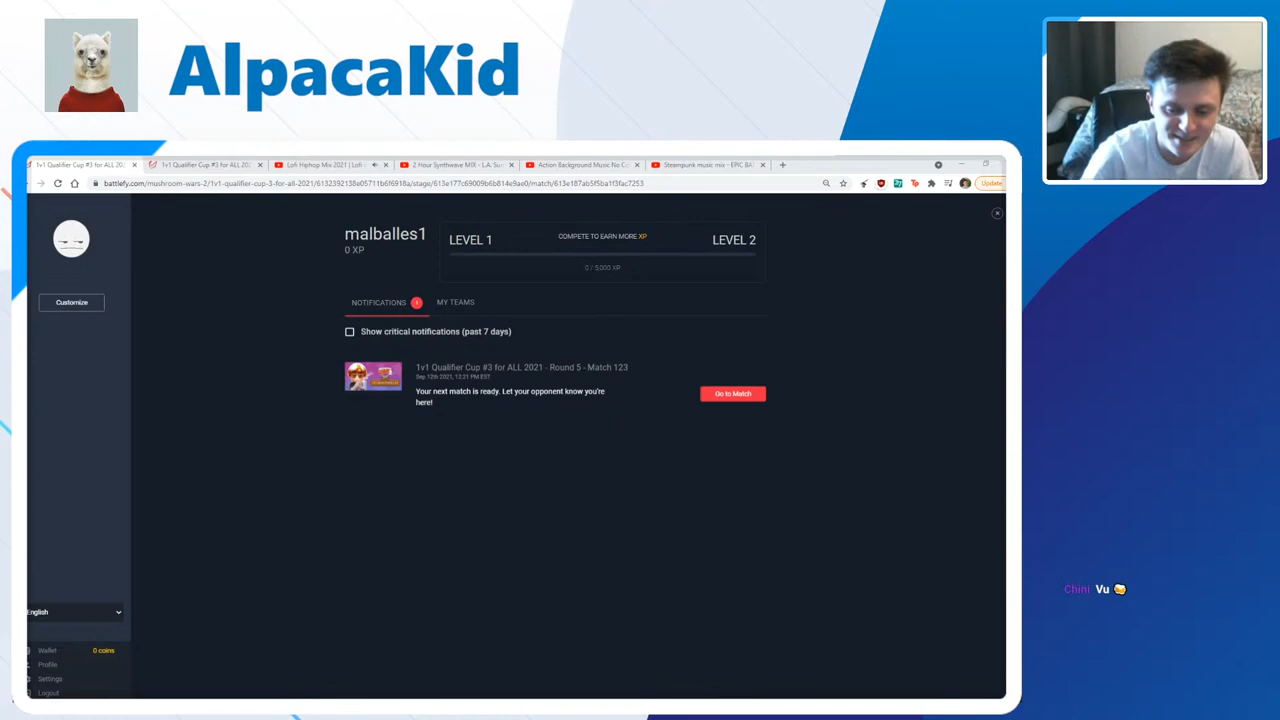 AlpacaKid
1v1 Qualifier Cup #3 for ALL 202
1v1 Qualifier Cup #3 for ALL 202
Lofi Hiphop Mix 2021 | Lofi
2 Hour Synthwave MIX - L.A. Su
Action Background Music No Co
Steampunk music mix - EPIC BA
battlefy.com/mushroom-wars-2/1v1-qualifier-cup-3-for-all-2021/6132392138e05711b6f6918a/stage/613e177c69009b6b814e9ae0/match/613e187ab5f5ba1f3fac7253
Update
malballes1
0 XP
LEVEL 1
COMPETE TO EARN MORE XP
LEVEL 2
0 / 5,000 XP
Customize
NOTIFICATIONS 1
MY TEAMS
Show critical notifications (past 7 days)
1v1 Qualifier Cup #3 for ALL 2021 - Round 5 - Match 123
Sep 12th 2021, 12:21 PM EST
Your next match is ready. Let your opponent know you're
here!
Go to Match
Chini Vu
English
Wallet
0 coins
Profile
Settings
Logout